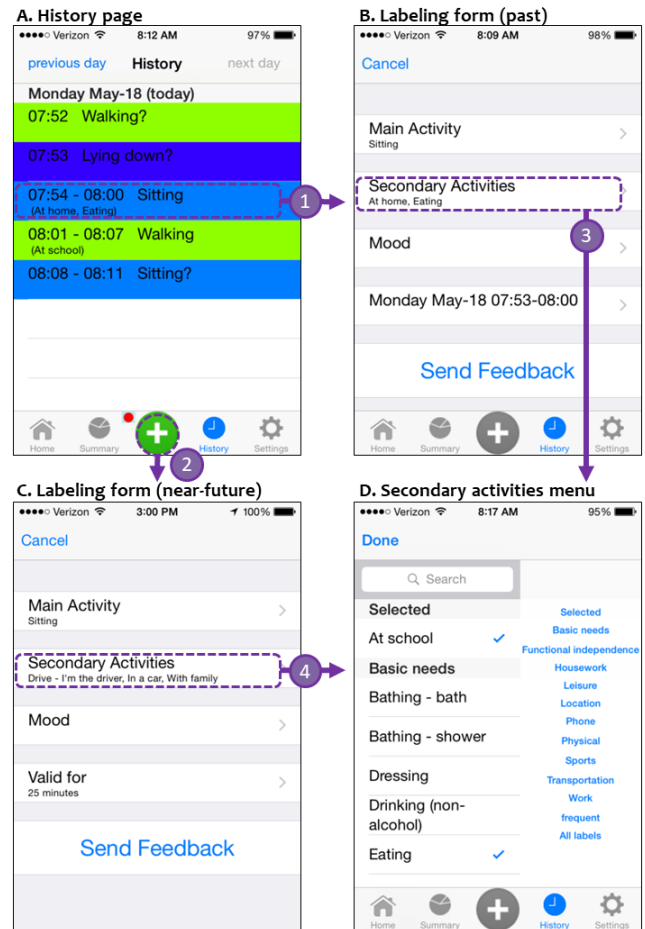 A. History page
Verizon 8:12 AM 97%
previous day History next day
Monday May-18 (today)
07:52 Walking?
07:53 Lying down?
07:54 - 08:00 Sitting
(At home, Eating)
08:01 - 08:07 Walking
(At school)
08:08 - 08:11 Sitting?
Home Summary History Settings
1
2
B. Labeling form (past)
Verizon 8:09 AM 98%
Cancel
Main Activity
Sitting
Secondary Activities
At home, Eating
3
Mood
Monday May-18 07:53-08:00
Send Feedback
Home Summary History Settings
C. Labeling form (near-future)
Verizon 3:00 PM 100%
Cancel
Main Activity
Sitting
Secondary Activities
Drive - I'm the driver, In a car, With family
4
Mood
Valid for
25 minutes
Send Feedback
D. Secondary activities menu
Verizon 8:17 AM 95%
Done
Search
Selected
At school
Basic needs
Bathing - bath
Bathing - shower
Dressing
Drinking (non-
alcohol)
Eating
Selected
Basic needs
Functional independence
Housework
Leisure
Location
Phone
Physical
Sports
Transportation
Work
frequent
All labels
Home Summary History Settings